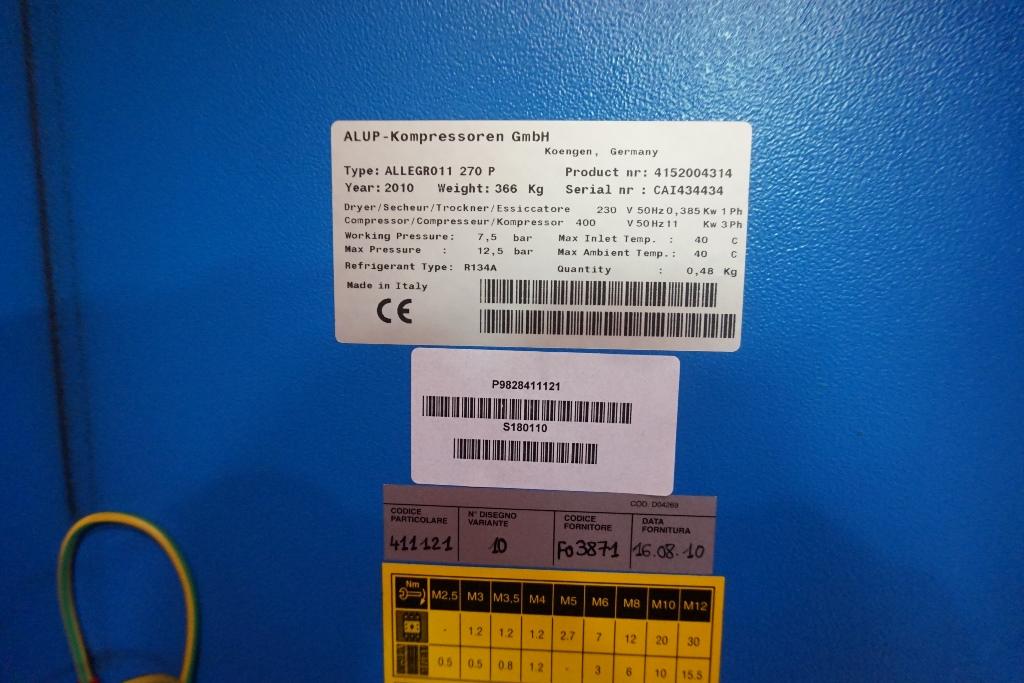 ALUP-Kompressoren GmbH
Koengen, Germany
Type: ALLEGRO11 270 P Product nr: 4152004314
Year: 2010 Weight: 366 Kg Serial nr : CAI434434
Dryer/Secheur/Trockner/Essiccatore 230 V 50Hz 0,385 Kw 1 Ph
Compressor/Compresseur/Kompressor 400 V 50Hz 11 Kw 3 Ph
Working Pressure: 7,5 bar Max Inlet Temp. : 40 C
Max Pressure : 12,5 bar Max Ambient Temp.: 40 C
Refrigerant Type: R134A Quantity : 0,48 Kg
Made in Italy
CE
P9828411121
S180110
COD. D04269
CODICE PARTICOLARE N° DISEGNO VARIANTE CODICE FORNITORE DATA FORNITURA
411121 10 F03871 16.08.10
Nm M2,5 M3 M3,5 M4 M5 M6 M8 M10 M12
- 1.2 1.2 1.2 2.7 7 12 20 30
0.5 0.5 0.8 1.2 - 3 6 10 15.5